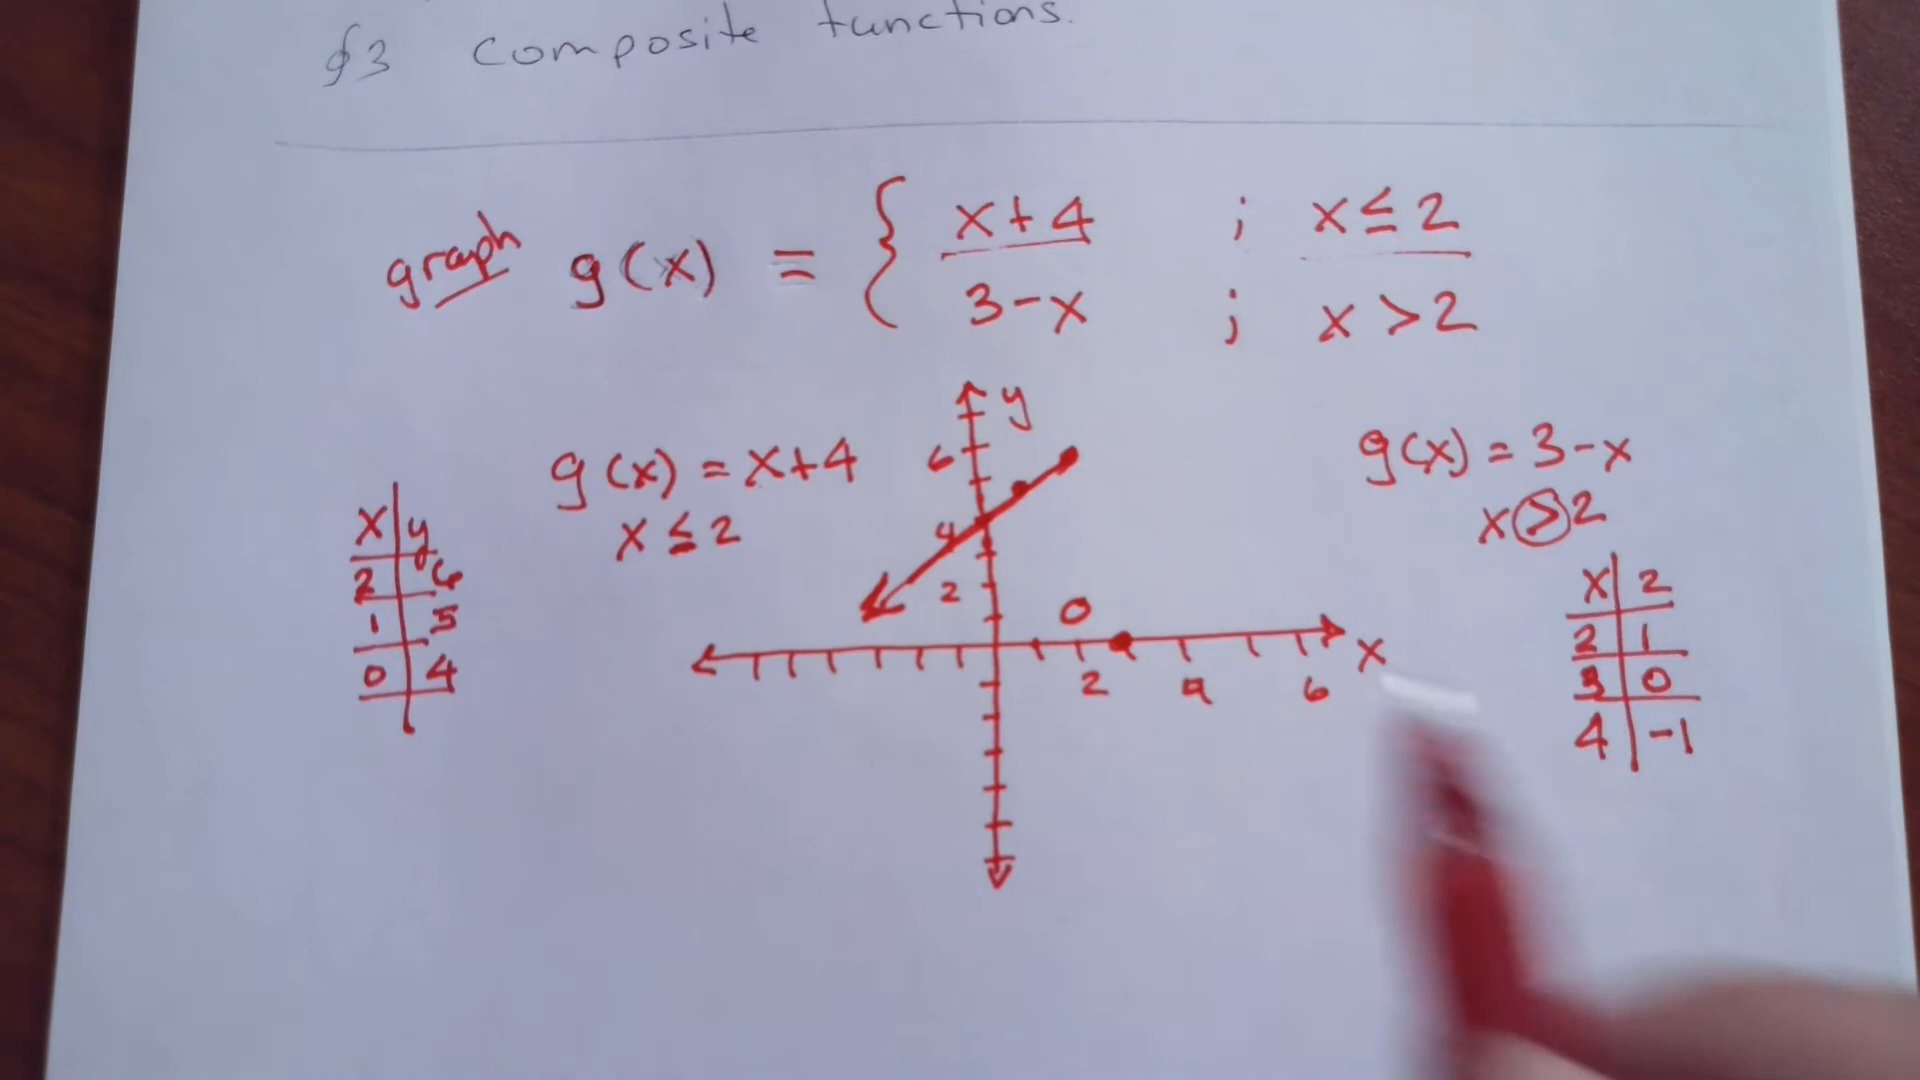 §3 Composite functions.
graph g(x) = { x+4 ; x≤2
3-x ; x>2
y
g(x) = x+4
x ≤ 2
g(x) = 3-x
x > 2
x y
2 6
1 5
0 4
6
4
2
x
2 4 6
x 2
2 1
3 0
4 -1